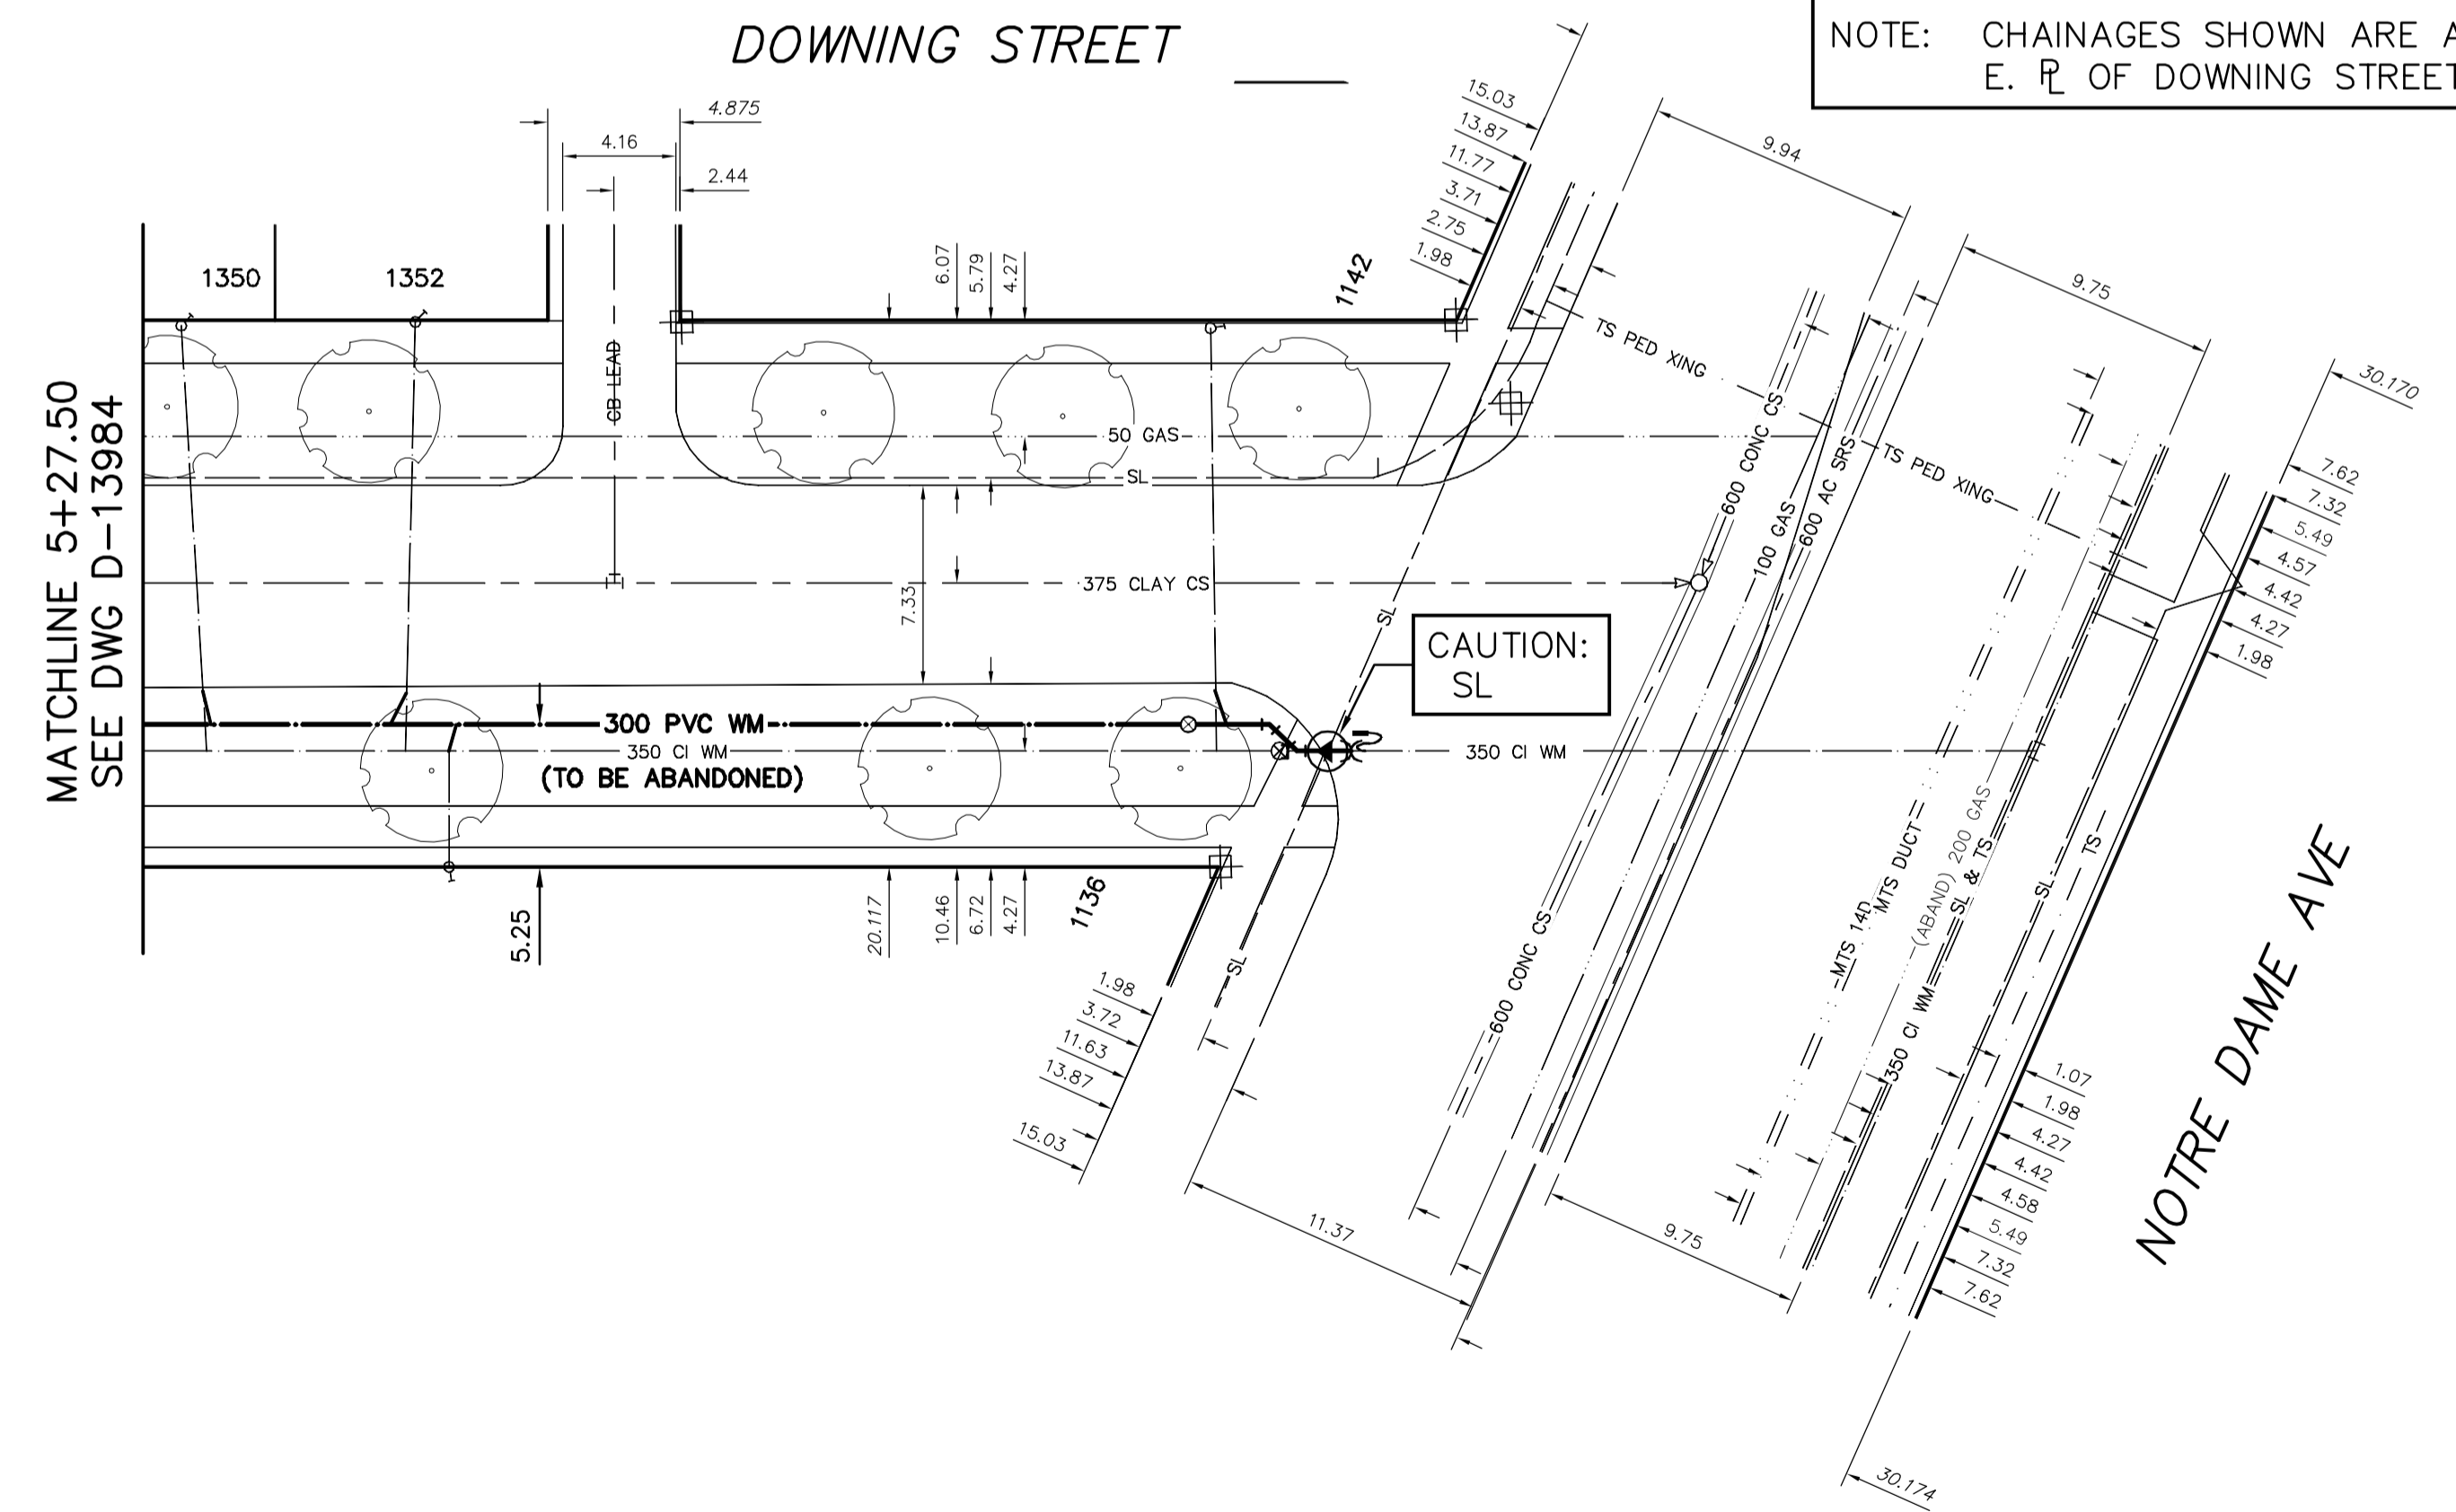 DOWNING STREET
NOTE: CHAINAGES SHOWN ARE A
E. ⅊ OF DOWNING STREET
4.875
4.16
2.44
15.03
13.87
11.77
3.71
2.75
1.98
9.94
9.75
30.170
1350
1352
6.07
5.79
4.27
1142
TS PED XING
TS PED XING
CB LEAD
MATCHLINE 5+27.50
SEE DWG D-13984
50 GAS
SL
600 CONC CS
100 GAS
600 AC SRS
7.62
7.32
5.49
4.57
4.42
4.27
1.98
375 CLAY CS
7.33
SL
CAUTION:
SL
300 PVC WM
350 CI WM
(TO BE ABANDONED)
350 CI WM
5.25
20.117
10.46
6.72
4.27
1136
SL
600 CONC CS
MTS 14D
MTS DUCT
(ABAND) 200 GAS
350 CI WM
SL & TS
SL
TS
NOTRE DAME AVE
1.98
3.72
11.63
13.87
15.03
11.37
9.75
1.07
1.98
4.27
4.42
4.58
5.49
7.32
7.62
30.174